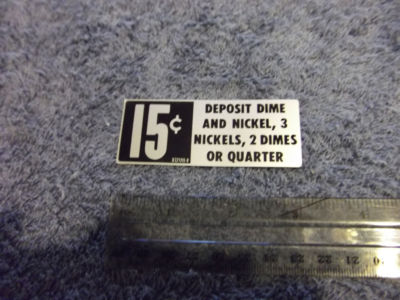 15¢
DEPOSIT DIME
AND NICKEL, 3
NICKELS, 2 DIMES
OR QUARTER